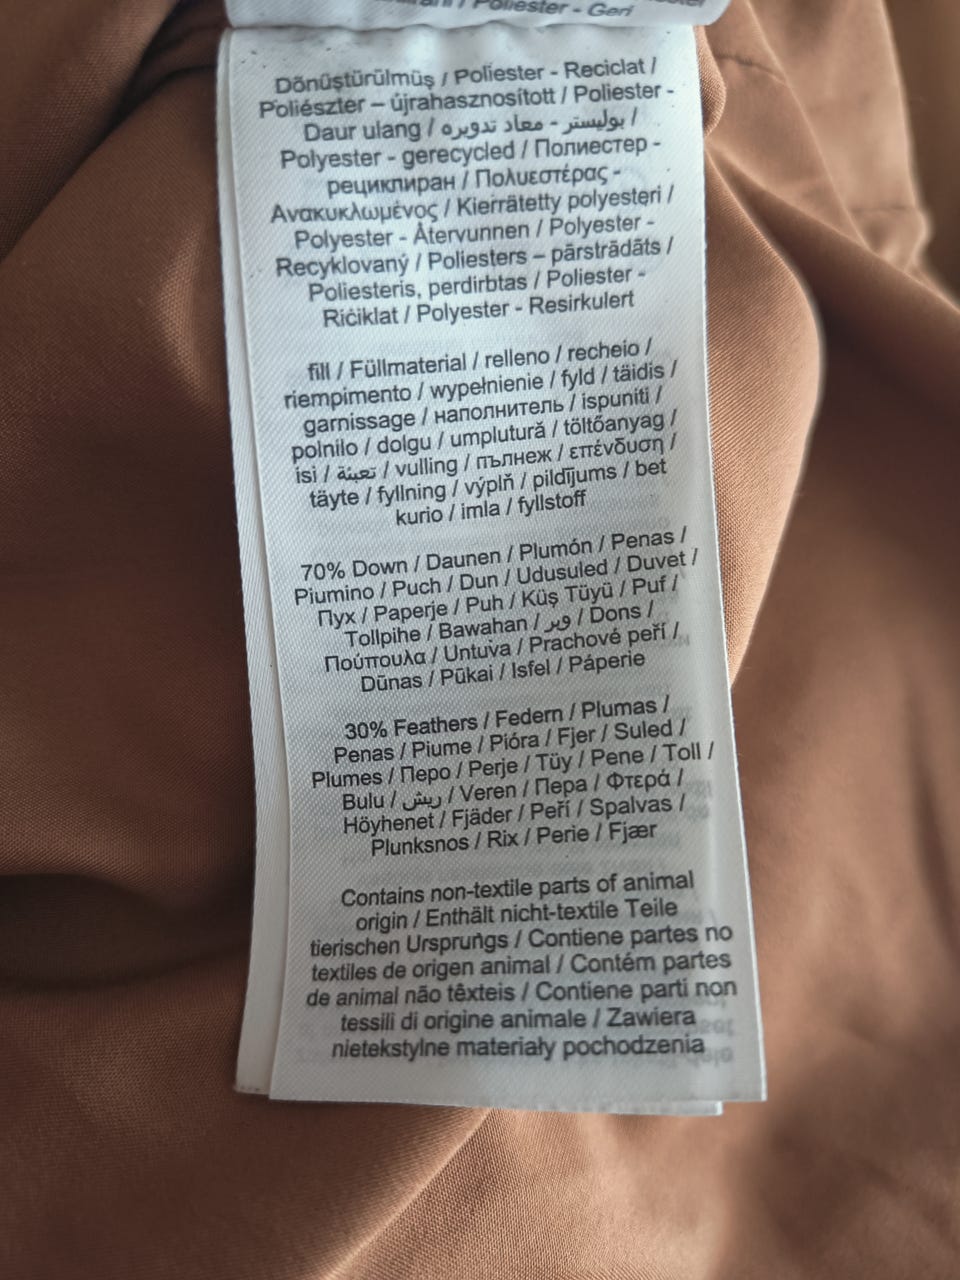 / Poliester - Geri
Dönüştürülmüş / Poliester - Reciclat /
Poliészter – újrahasznosított / Poliester -
Daur ulang / بوليستر - معاد تدويره /
Polyester - gerecycled / Полиестер -
рециклиран / Πολυεστέρας -
Ανακυκλωμένος / Kierrätetty polyesteri /
Polyester - Återvunnen / Polyester -
Recyklovaný / Poliesters – pārstrādāts /
Poliesteris, perdirbtas / Poliester -
Riċiklat / Polyester - Resirkulert
fill / Füllmaterial / relleno / recheio /
riempimento / wypełnienie / fyld / täidis /
garnissage / наполнитель / ispuniti /
polnilo / dolgu / umplutură / töltőanyag /
isi / تعبئة / vulling / пълнеж / επένδυση /
täyte / fyllning / výplň / pildījums / bet
kurio / imla / fyllstoff
70% Down / Daunen / Plumón / Penas /
Piumino / Puch / Dun / Udusuled / Duvet /
Пух / Paperje / Puh / Küş Tüyü / Puf /
Tollpihe / Bawahan / وبر / Dons /
Πούπουλα / Untuva / Prachové peří /
Dūnas / Pūkai / Isfel / Páperie
30% Feathers / Federn / Plumas /
Penas / Piume / Pióra / Fjer / Suled /
Plumes / Перо / Perje / Tüy / Pene / Toll /
Bulu / ريش / Veren / Пера / Φτερά /
Höyhenet / Fjäder / Peří / Spalvas /
Plunksnos / Rix / Perie / Fjær
Contains non-textile parts of animal
origin / Enthält nicht-textile Teile
tierischen Ursprungs / Contiene partes no
textiles de origen animal / Contém partes
de animal não têxteis / Contiene parti non
tessili di origine animale / Zawiera
nietekstylne materiały pochodzenia